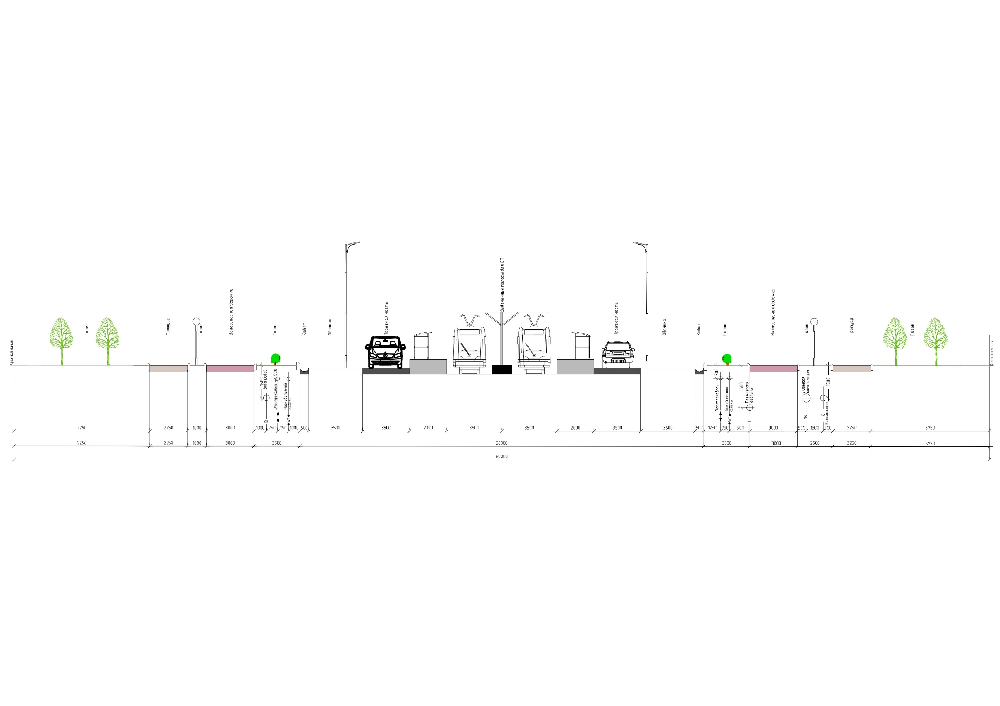 Выделенные полосы для ОТ
Велосипедная дорожка
Велосипедная дорожка
Проезжая часть
Проезжая часть
Красная линия
Газон
Тротуар
Газон
Газон
Кювет
Обочина
Обочина
Кювет
Газон
Газон
Тротуар
Газон
Красная линия
1500
Водопровод
500
Электрокабель
Низковольтный
кабель
В
W1
500
Электрокабель
Низковольтный
кабель
W1
1600
Газ низкого
давления
Г
Ливневая
канализация
ЛК
1500
К
Канализация
7250 2250 1000 3000 1000 750 750 1000 500 3500 3500 2000 3500 3500 2000 3500 3500 500 1250 750 1500 3000 500 1500 500 2250 5750
7250 2250 1000 3000 3500 26000 3500 3000 2500 2250 5750
60000